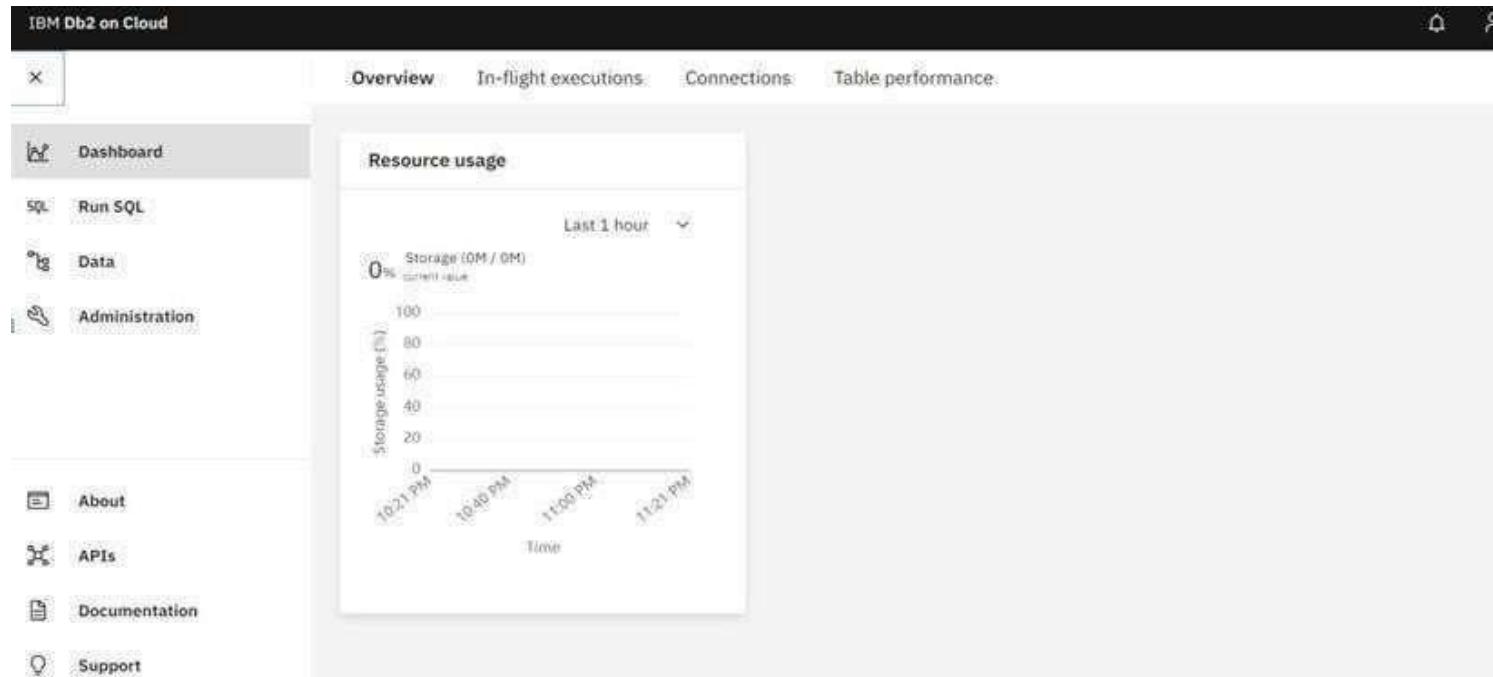 IBM Db2 on Cloud
Overview In-flight executions Connections Table performance
Dashboard
SQL Run SQL
Data
Administration
About
APIs
Documentation
Support
Resource usage
Last 1 hour
0% Storage (0M / 0M)
current value
Storage usage (%)
100
80
60
40
20
0
10:21 PM 10:40 PM 11:00 PM 11:21 PM
Time